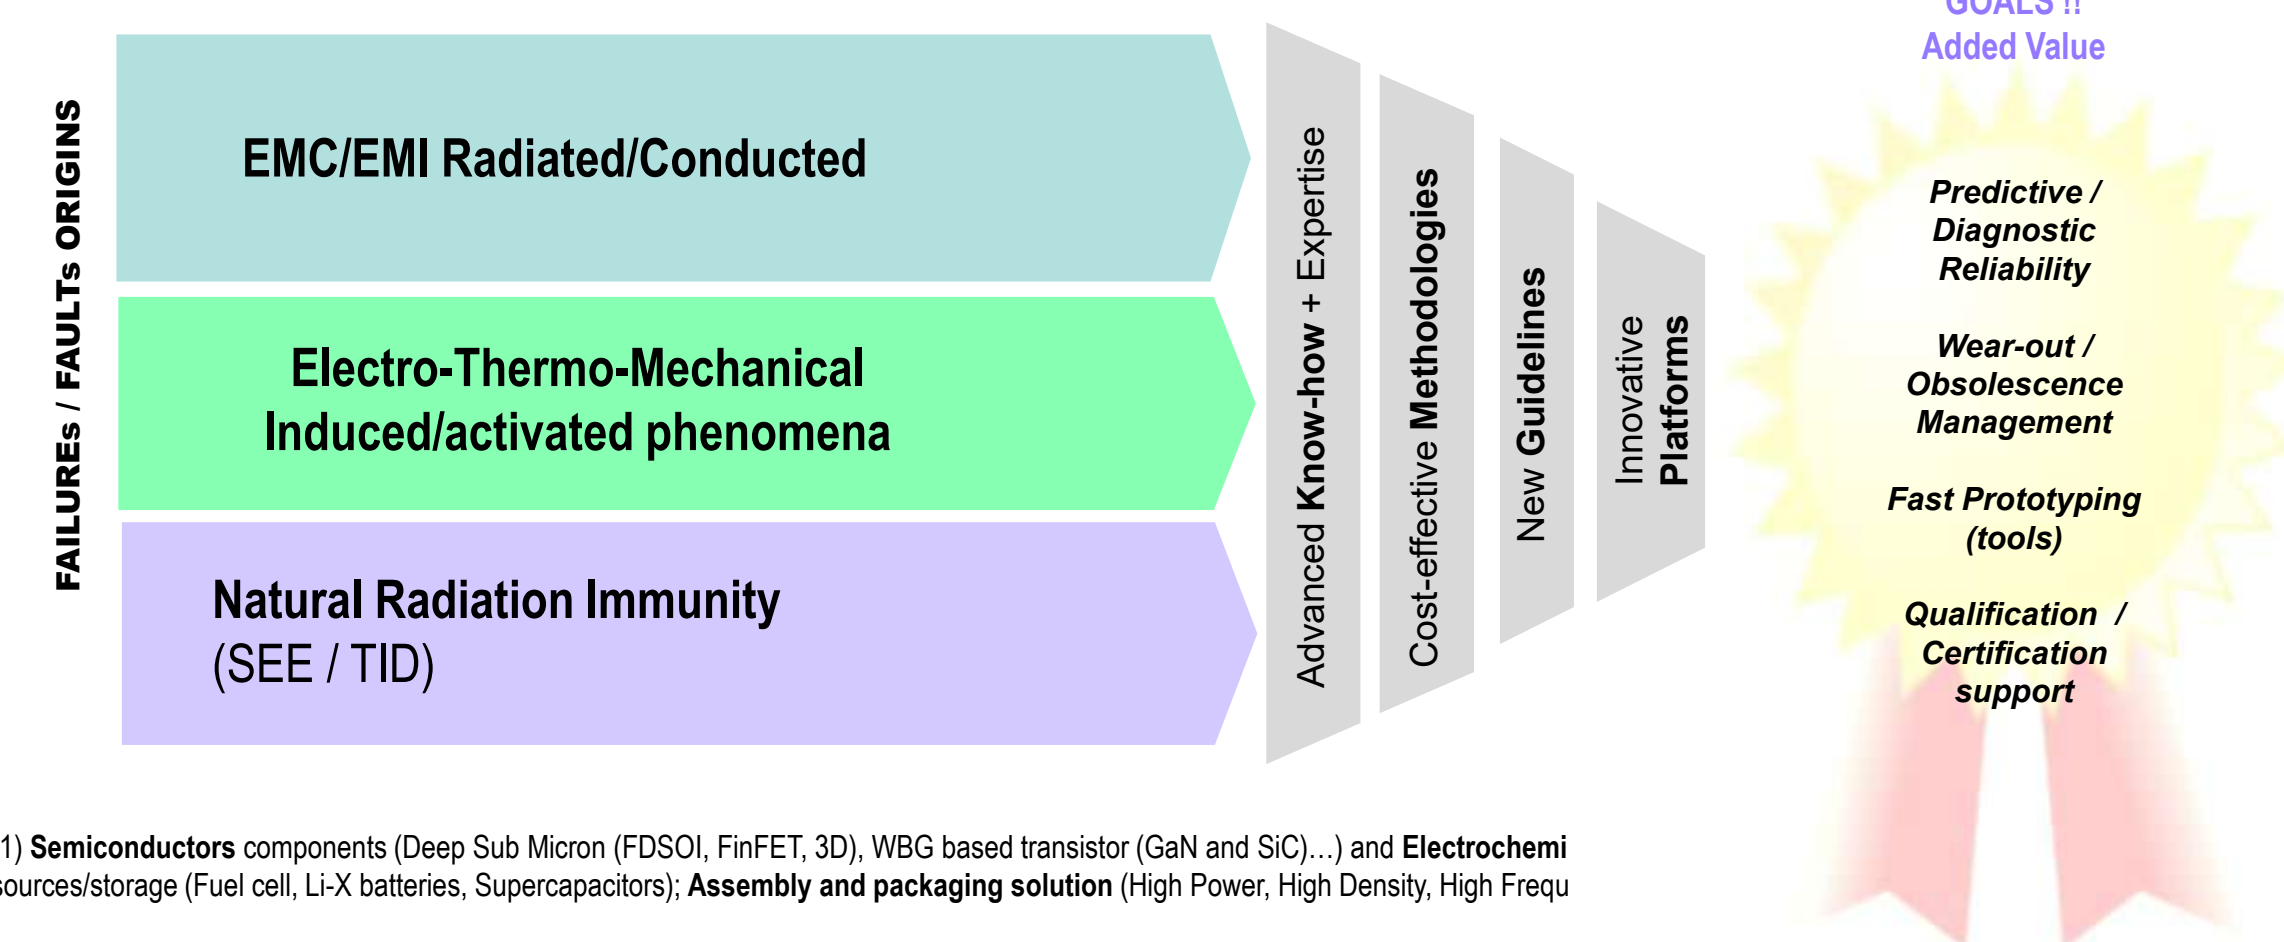 FAILUREs / FAULTs ORIGINS
EMC/EMI Radiated/Conducted
Electro-Thermo-Mechanical
Induced/activated phenomena
Natural Radiation Immunity
(SEE / TID)
Advanced Know-how + Expertise
Cost-effective Methodologies
New Guidelines
Innovative
Platforms
GOALS !!
Added Value
Predictive /
Diagnostic
Reliability
Wear-out /
Obsolescence
Management
Fast Prototyping
(tools)
Qualification /
Certification
support
1) Semiconductors components (Deep Sub Micron (FDSOI, FinFET, 3D), WBG based transistor (GaN and SiC)…) and Electrochemi
sources/storage (Fuel cell, Li-X batteries, Supercapacitors); Assembly and packaging solution (High Power, High Density, High Frequ